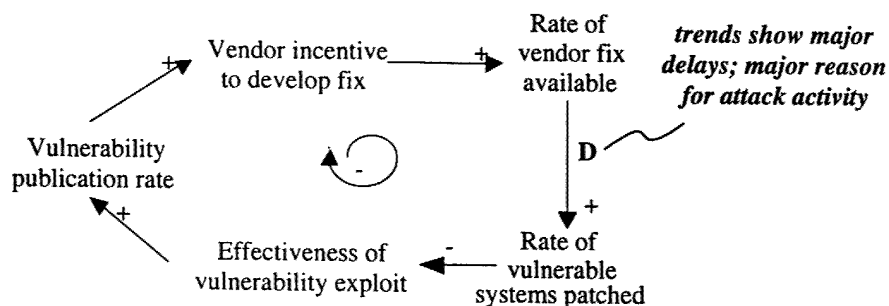 Vendor incentive
to develop fix
+
+
Rate of
vendor fix
available
trends show major
delays; major reason
for attack activity
D
Vulnerability
publication rate
-
+
+
Effectiveness of
vulnerability exploit
-
Rate of
vulnerable
systems patched